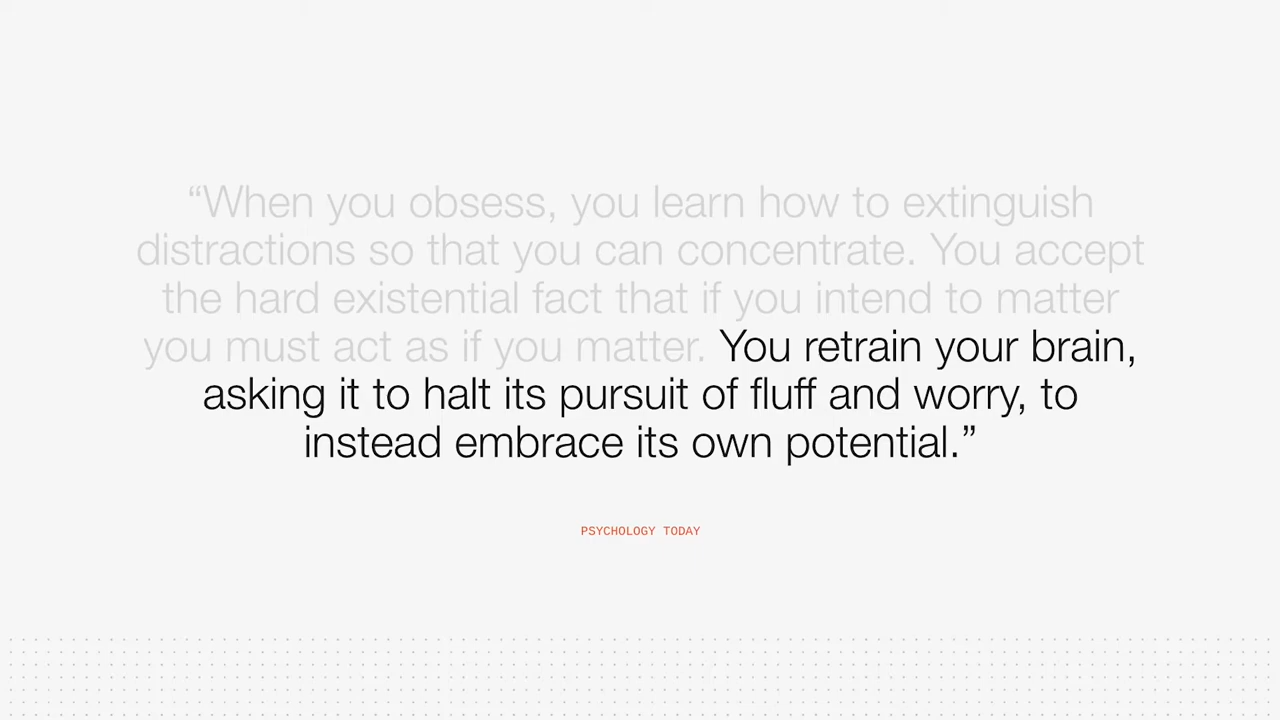 “When you obsess, you learn how to extinguish
distractions so that you can concentrate. You accept
the hard existential fact that if you intend to matter
you must act as if you matter. You retrain your brain,
asking it to halt its pursuit of fluff and worry, to
instead embrace its own potential.”
PSYCHOLOGY TODAY